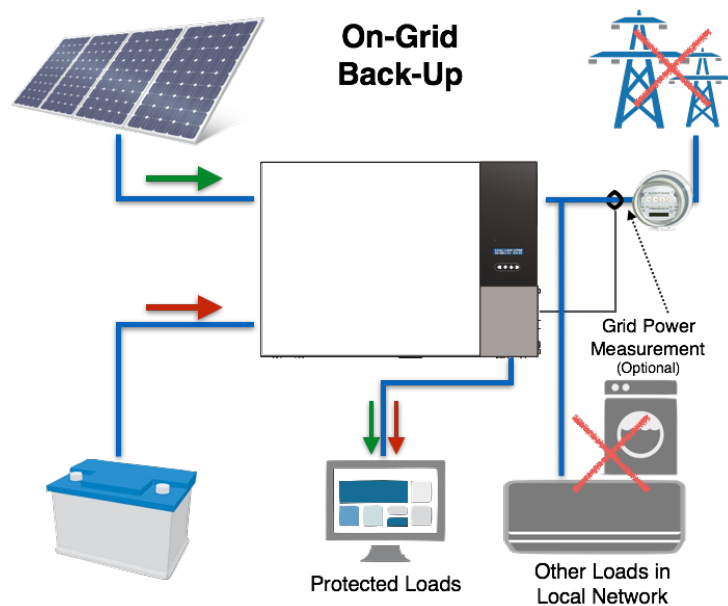 On-Grid
Back-Up
Grid Power
Measurement
(Optional)
Protected Loads
Other Loads in
Local Network